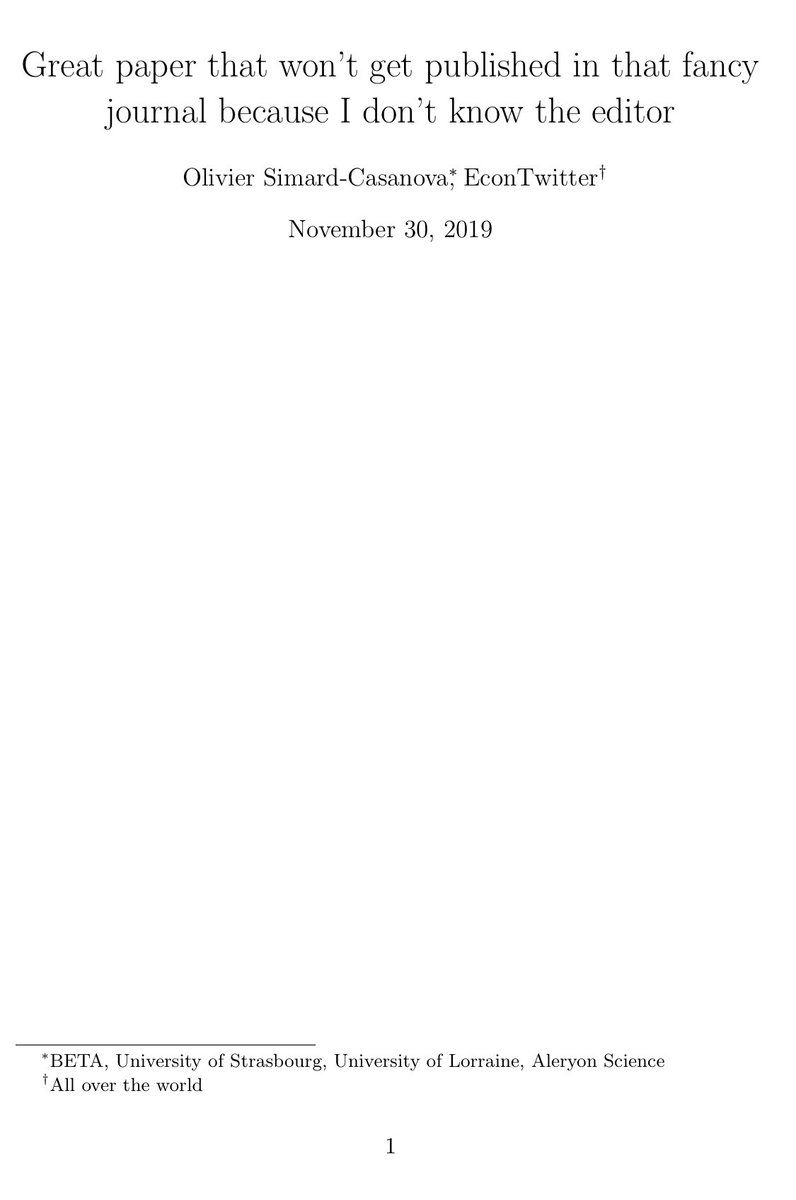 Great paper that won't get published in that fancy
journal because I don't know the editor
Olivier Simard-Casanova*, EconTwitter†
November 30, 2019
*BETA, University of Strasbourg, University of Lorraine, Aleryon Science
†All over the world
1